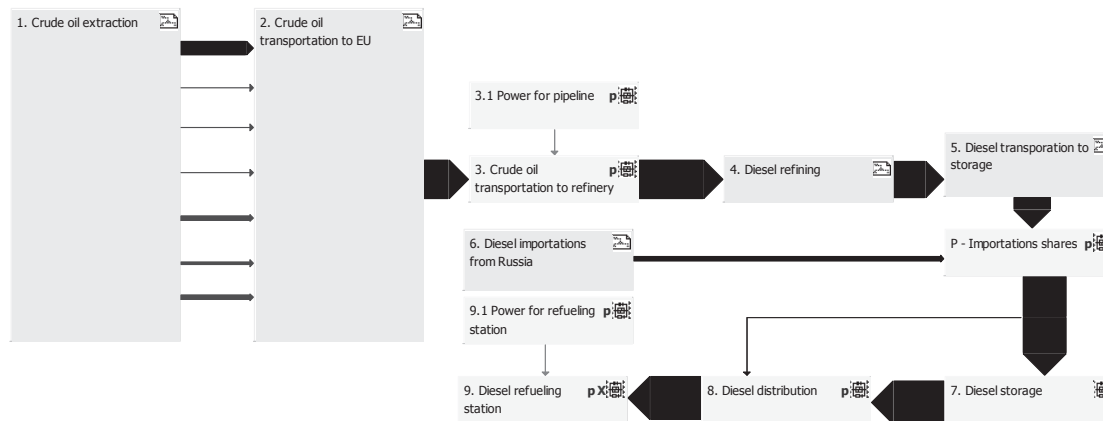 1. Crude oil extraction
2. Crude oil
transportation to EU
3.1 Power for pipeline p
3. Crude oil p
transportation to refinery
4. Diesel refining
5. Diesel transporation to
storage
6. Diesel importations
from Russia
P - Importations shares p
9.1 Power for refueling p
station
9. Diesel refueling pX
station
8. Diesel distribution p
7. Diesel storage